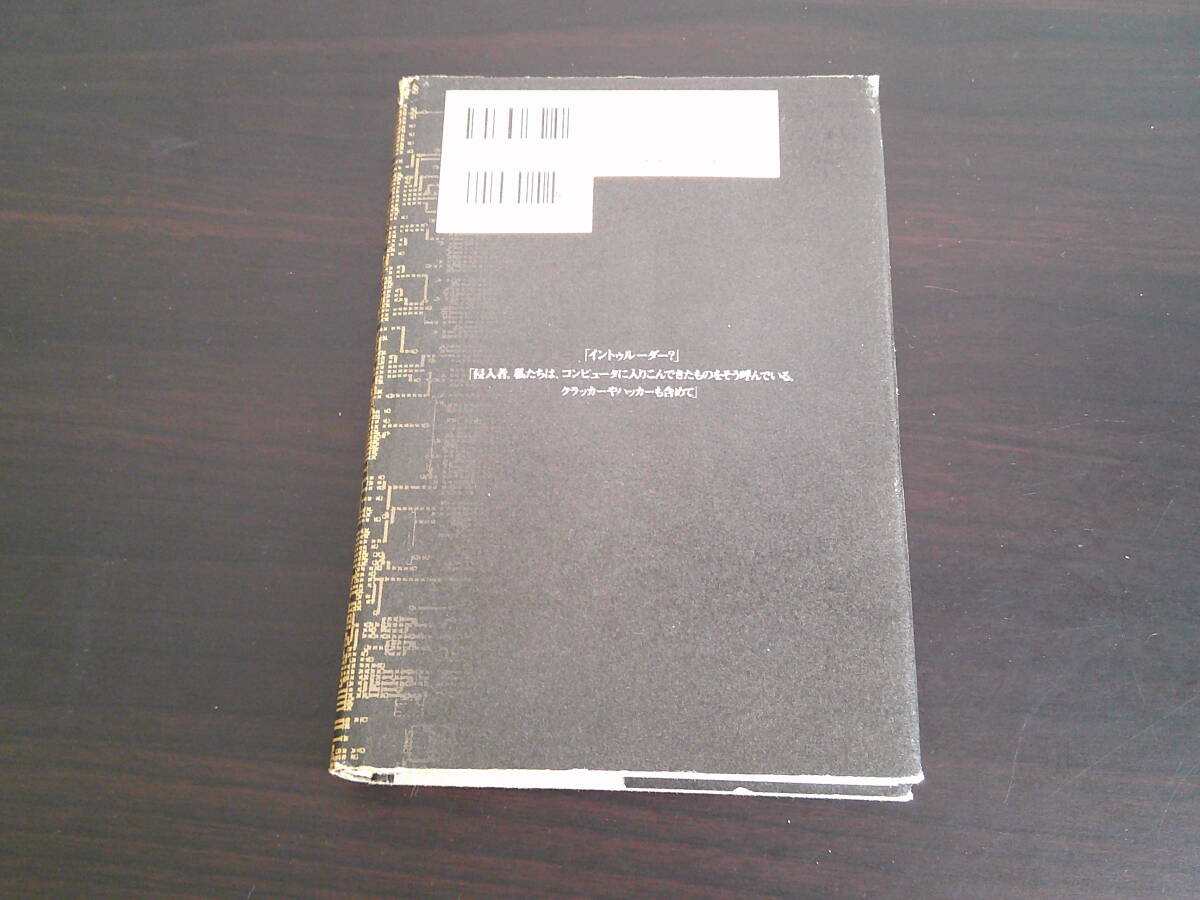 「イントゥルーダー？」
「侵入者。私たちは、コンピュータに入りこんできたものをそう呼んでいる。
クラッカーやハッカーも含めて」